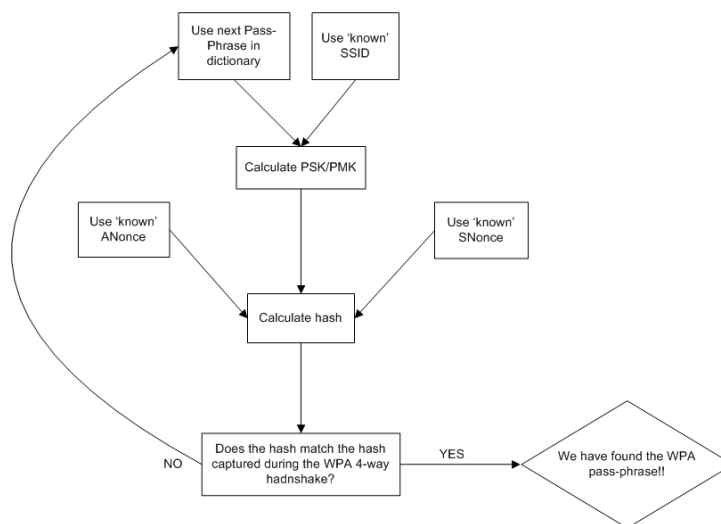 Use next Pass-
Phrase in
dictionary
Use ‘known’
SSID
Calculate PSK/PMK
Use ‘known’
ANonce
Use ‘known’
SNonce
Calculate hash
Does the hash match the hash
captured during the WPA 4-way
hadnshake?
NO
YES
We have found the WPA
pass-phrase!!